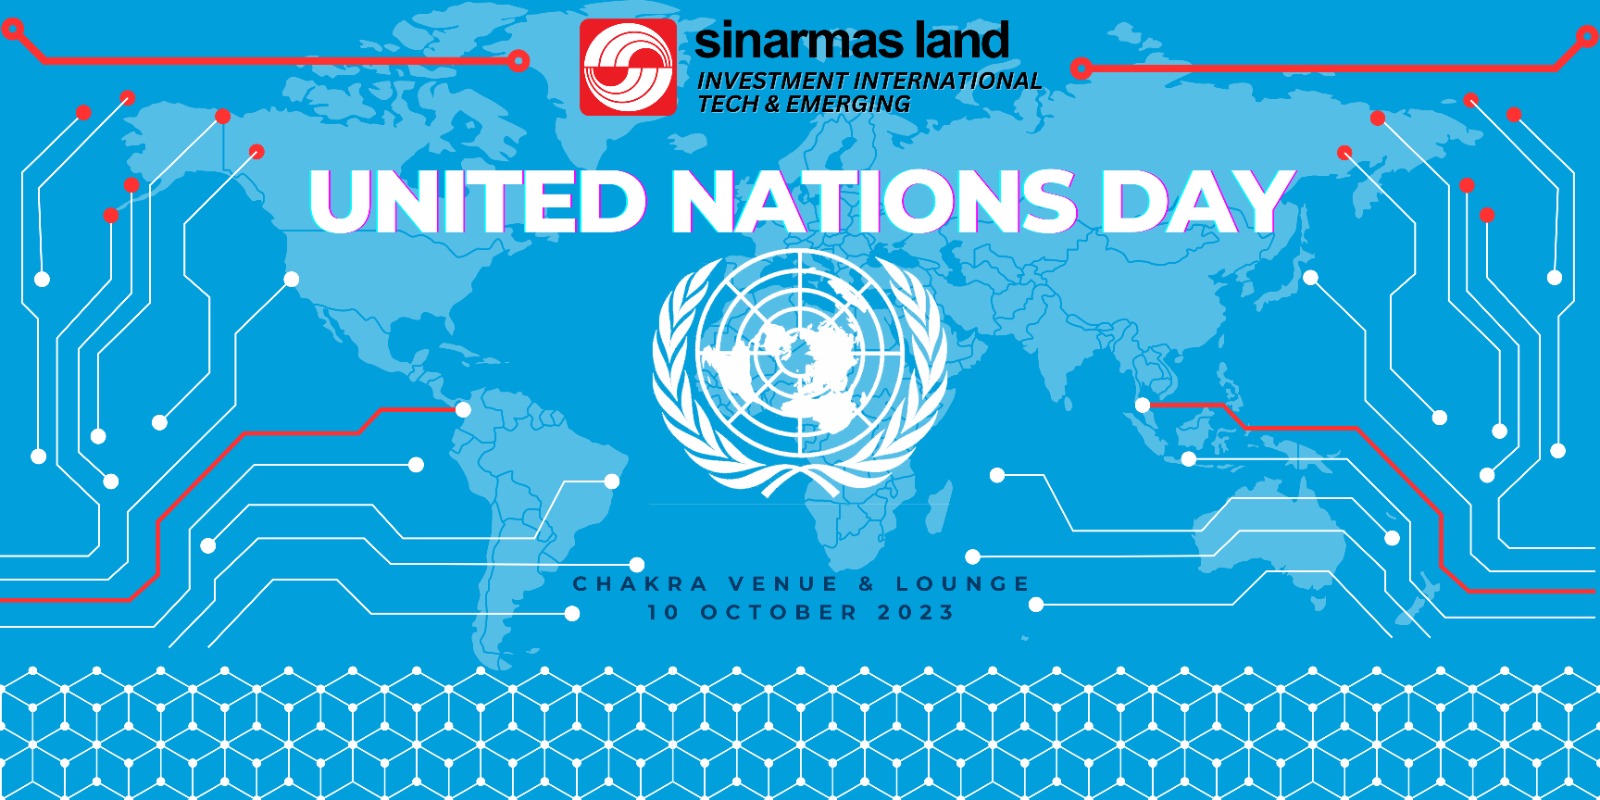 sinarmas land
INVESTMENT INTERNATIONAL
TECH & EMERGING
UNITED NATIONS DAY
CHAKRA VENUE & LOUNGE
10 OCTOBER 2023